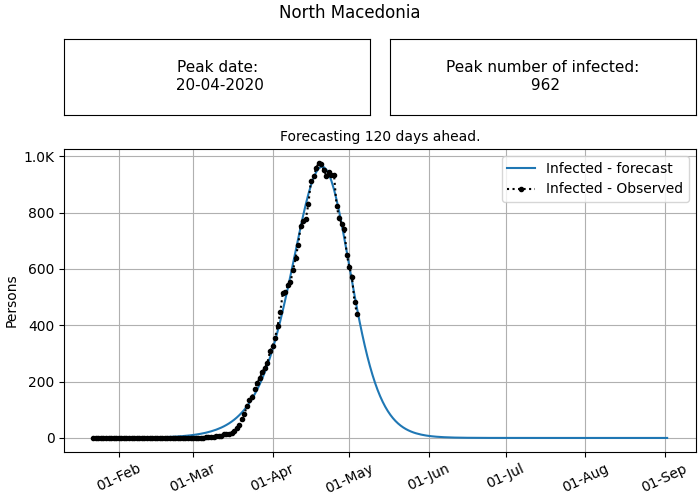 North Macedonia
Peak date:
20-04-2020
Peak number of infected:
962
Forecasting 120 days ahead.
Infected - forecast
Infected - Observed
Persons
1.0K
800
600
400
200
0
01-Feb
01-Mar
01-Apr
01-May
01-Jun
01-Jul
01-Aug
01-Sep